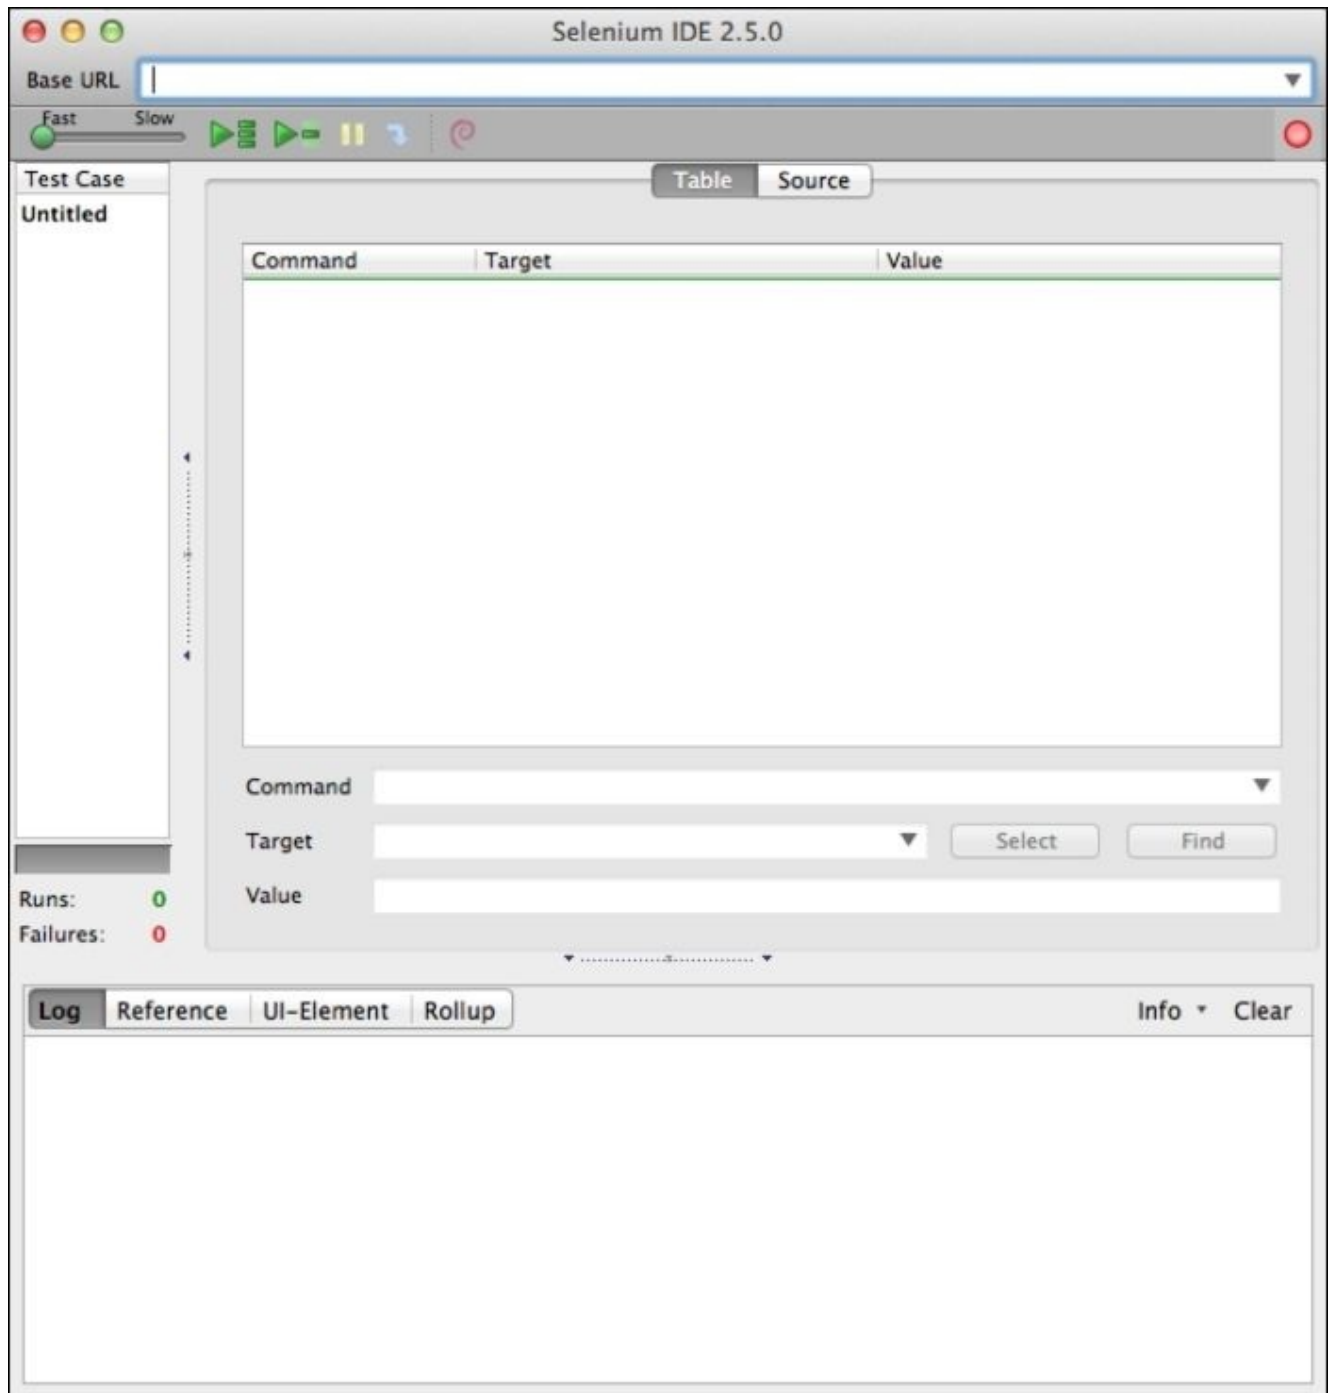 Selenium IDE 2.5.0
Base URL
Fast Slow
Test Case
Untitled
Table Source
Command Target Value
Command
Target Select Find
Value
Runs: 0
Failures: 0
Log Reference UI-Element Rollup Info Clear